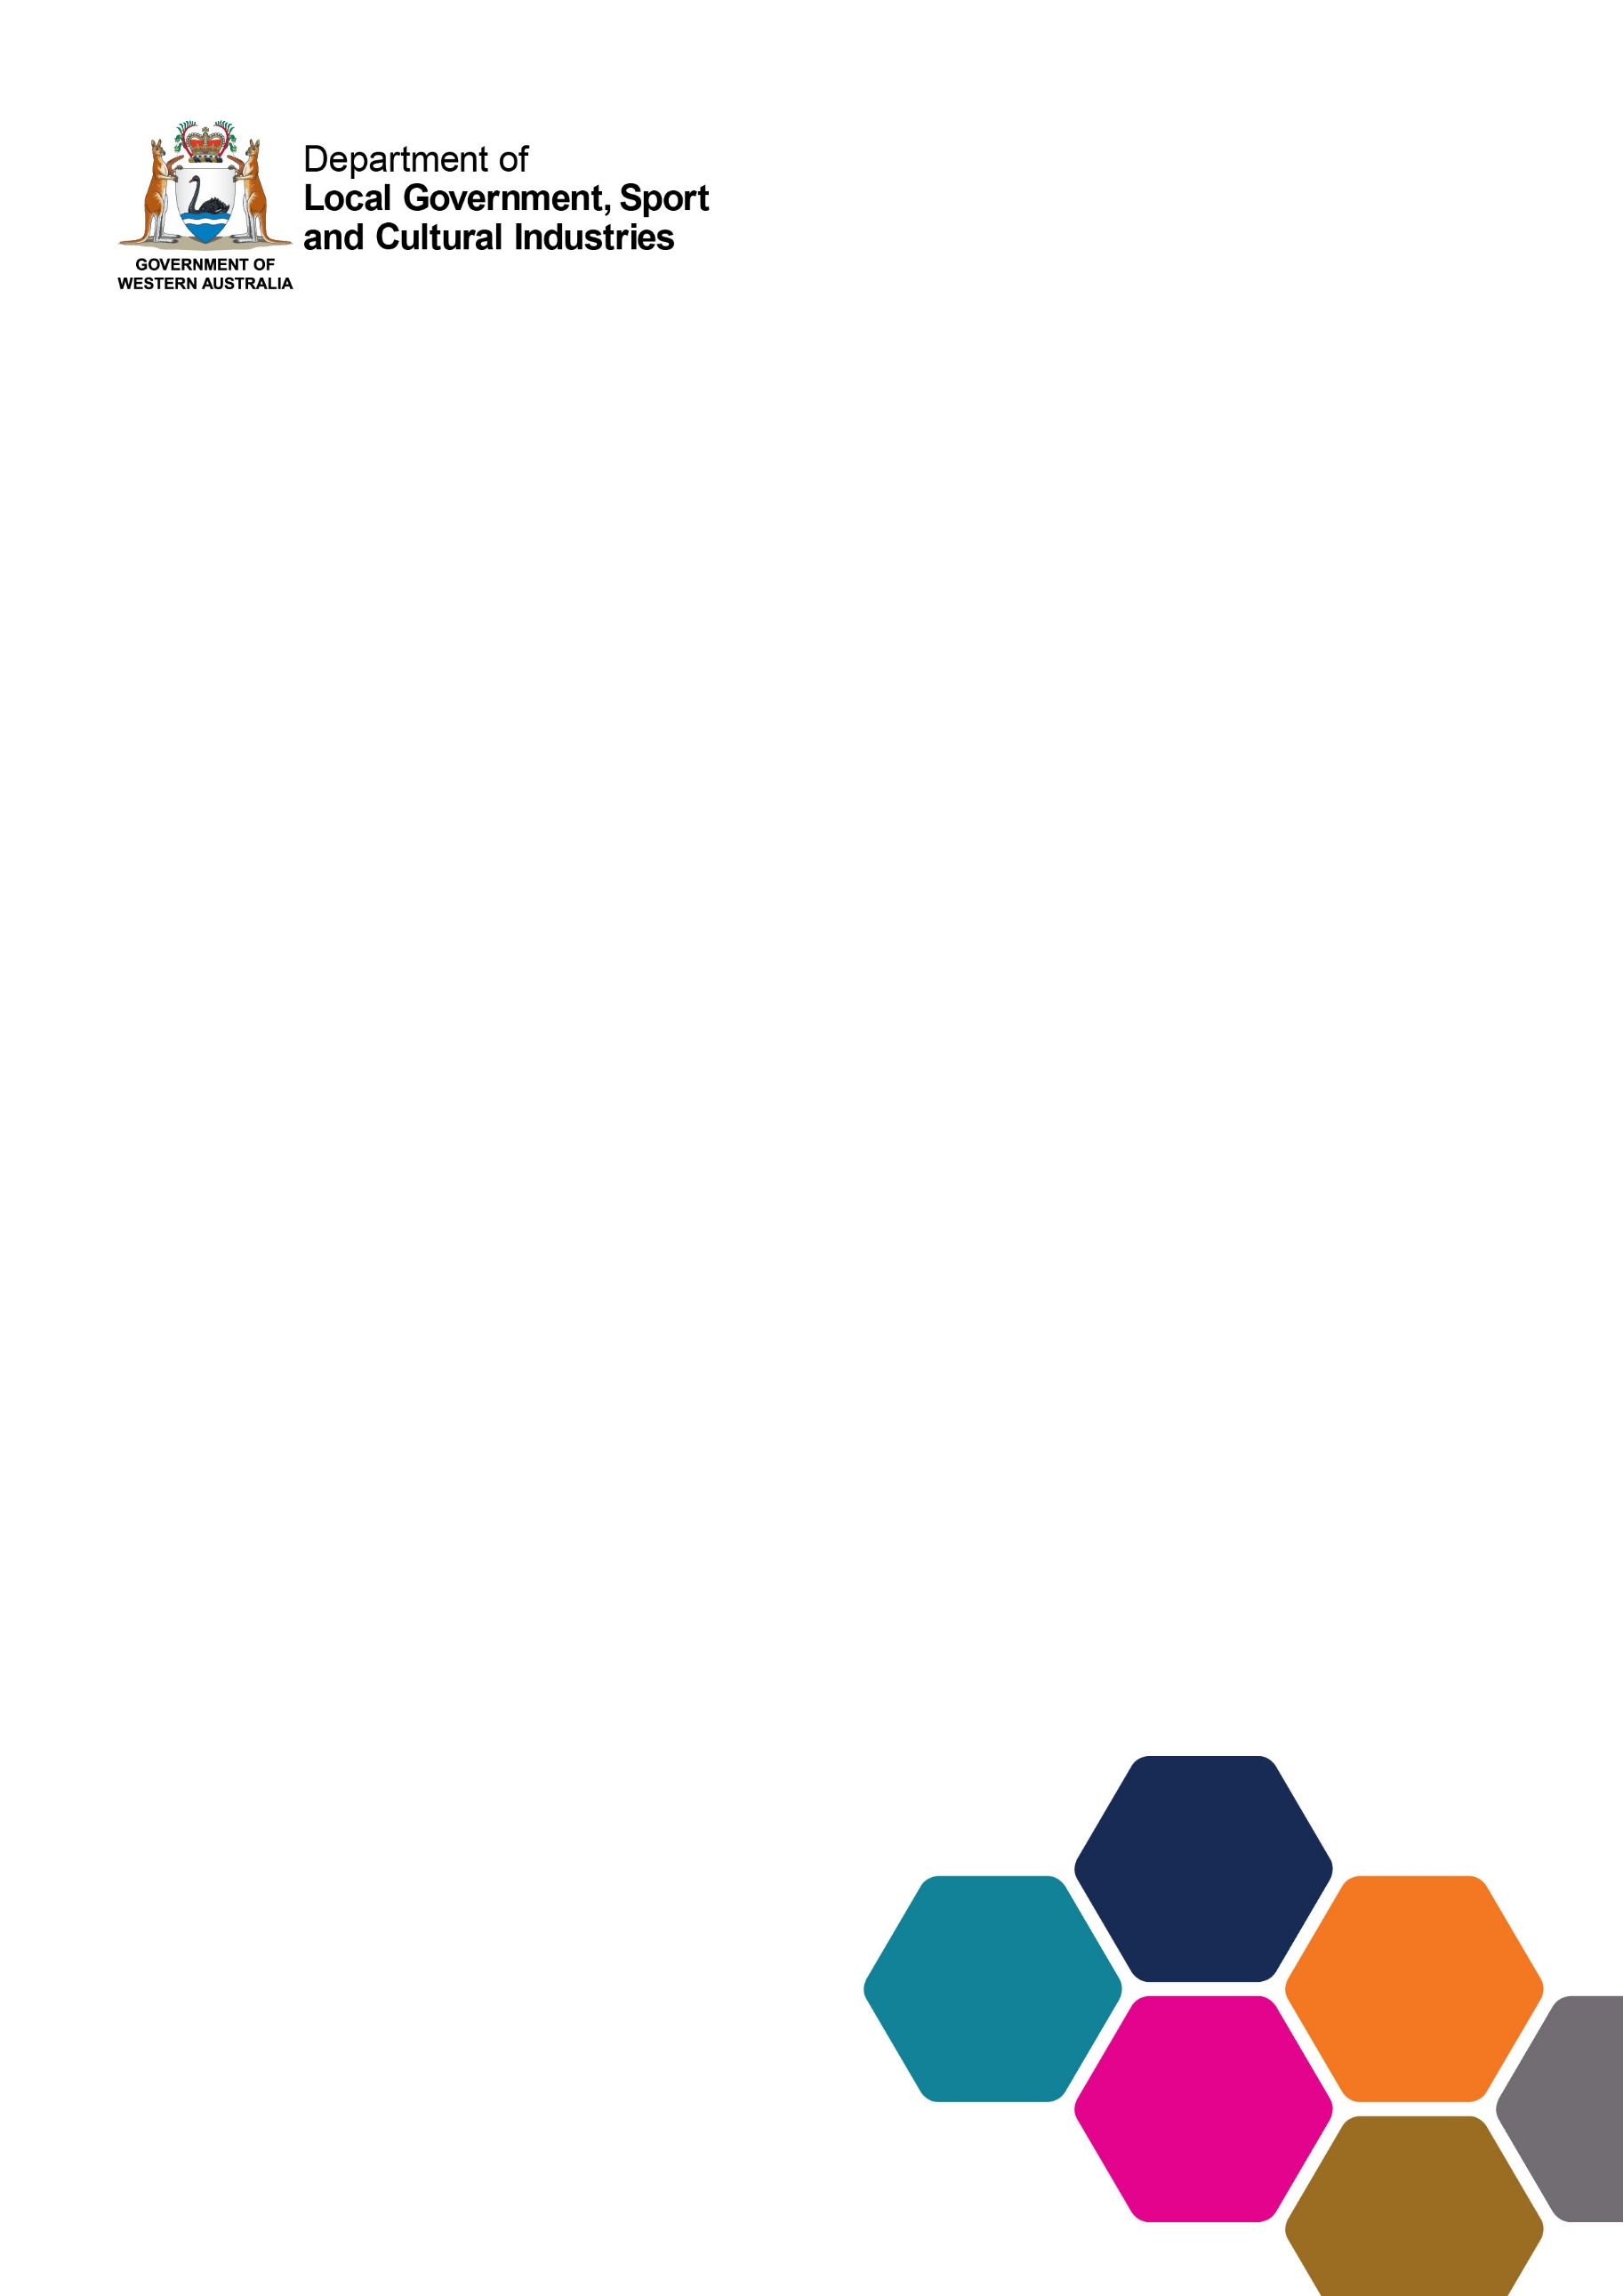 Department of
Local Government, Sport
and Cultural Industries
GOVERNMENT OF
WESTERN AUSTRALIA